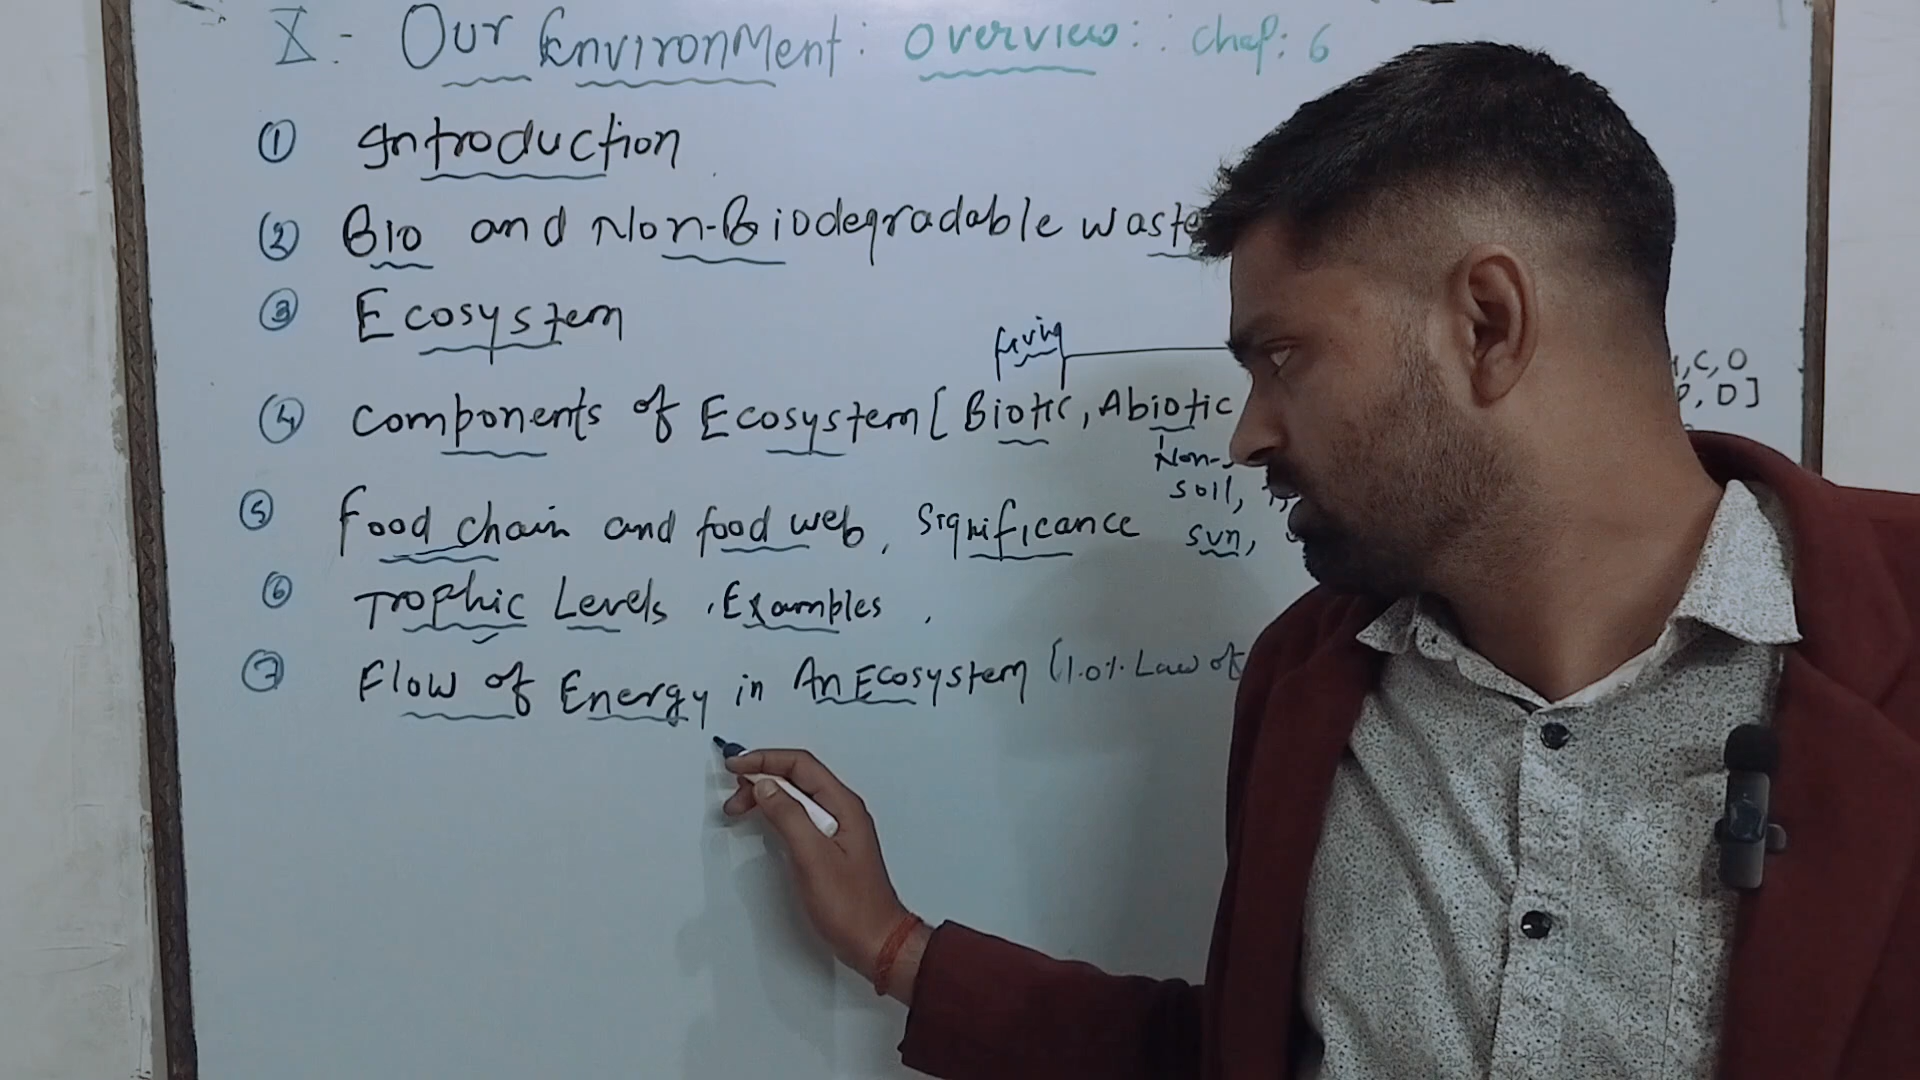 X - Our Environment: Overview: : Chap: 6
① Introduction
② Bio and Non-Biodegradable waste
③ Ecosystem
living
, C, O
④ Components of Ecosystem [Biotic, Abiotic
P, D]
Non-
soil,
⑤ Food chain and food web, Significance
sun,
⑥ Trophic Levels, Examples,
⑦ Flow of Energy in An Ecosystem (10% Law of